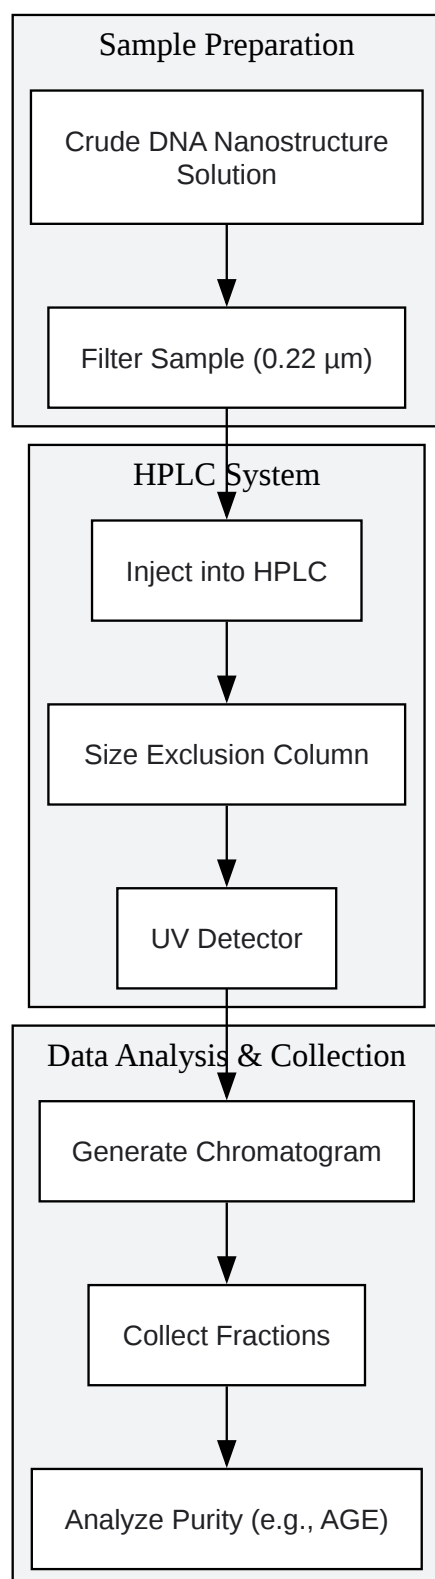 Sample Preparation
Crude DNA Nanostructure
Solution
Filter Sample (0.22 µm)
HPLC System
Inject into HPLC
Size Exclusion Column
UV Detector
Data Analysis & Collection
Generate Chromatogram
Collect Fractions
Analyze Purity (e.g., AGE)